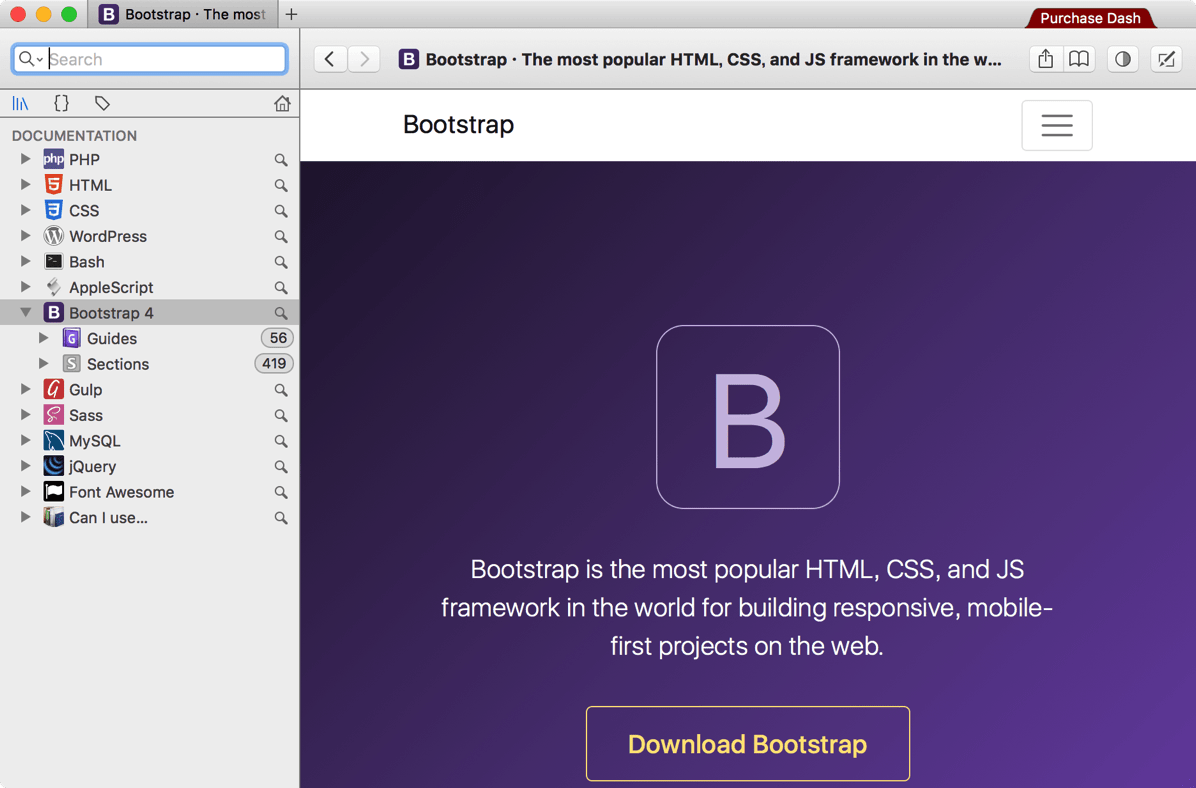 Bootstrap · The most
Purchase Dash
Search
Bootstrap · The most popular HTML, CSS, and JS framework in the w...
DOCUMENTATION
php PHP
HTML
CSS
WordPress
Bash
AppleScript
B Bootstrap 4
G Guides 56
S Sections 419
Gulp
Sass
MySQL
jQuery
Font Awesome
Can I use...
Bootstrap
B
Bootstrap is the most popular HTML, CSS, and JS
framework in the world for building responsive, mobile-
first projects on the web.
Download Bootstrap